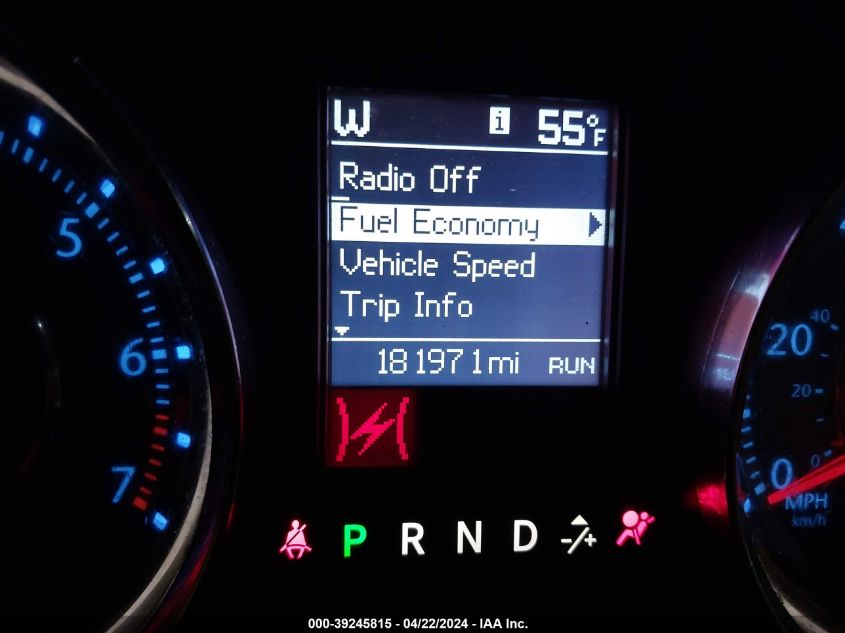 W i 55°F
Radio Off
Fuel Economy
Vehicle Speed
Trip Info
181971mi RUN
5
6
7
20
40
20
0
0
MPH
km/h
P R N D -/+
000-39245815 - 04/22/2024 - IAA Inc.